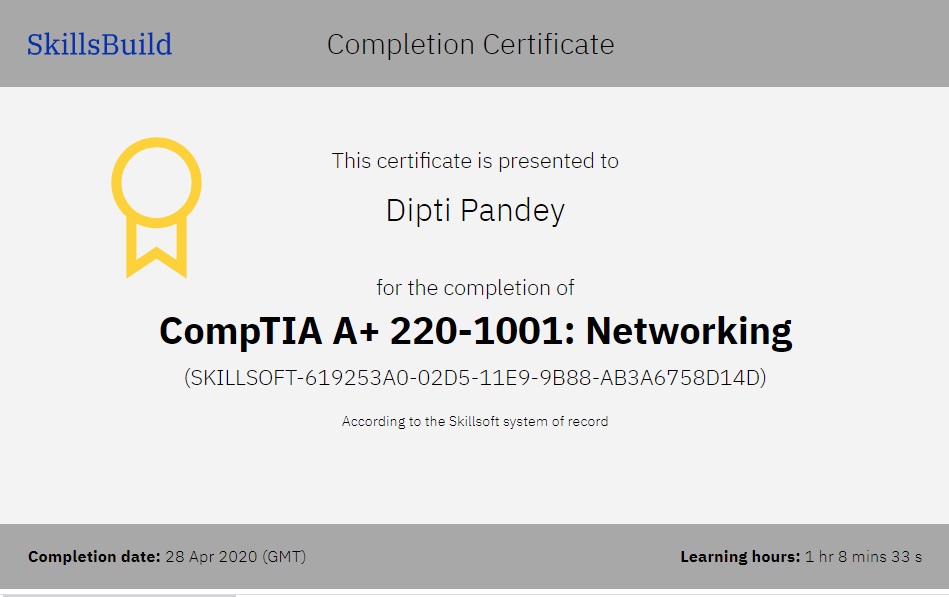 SkillsBuild
Completion Certificate
This certificate is presented to
Dipti Pandey
for the completion of
CompTIA A+ 220-1001: Networking
(SKILLSOFT-619253A0-02D5-11E9-9B88-AB3A6758D14D)
According to the Skillsoft system of record
Completion date: 28 Apr 2020 (GMT)
Learning hours: 1 hr 8 mins 33 s